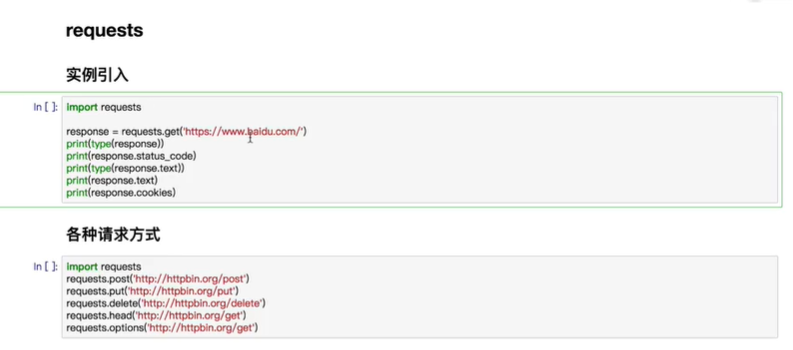 requests
实例引入
In [ ]: import requests
response = requests.get('https://www.baidu.com/')
print(type(response))
print(response.status_code)
print(type(response.text))
print(response.text)
print(response.cookies)
各种请求方式
In [ ]: import requests
requests.post('http://httpbin.org/post')
requests.put('http://httpbin.org/put')
requests.delete('http://httpbin.org/delete')
requests.head('http://httpbin.org/get')
requests.options('http://httpbin.org/get')